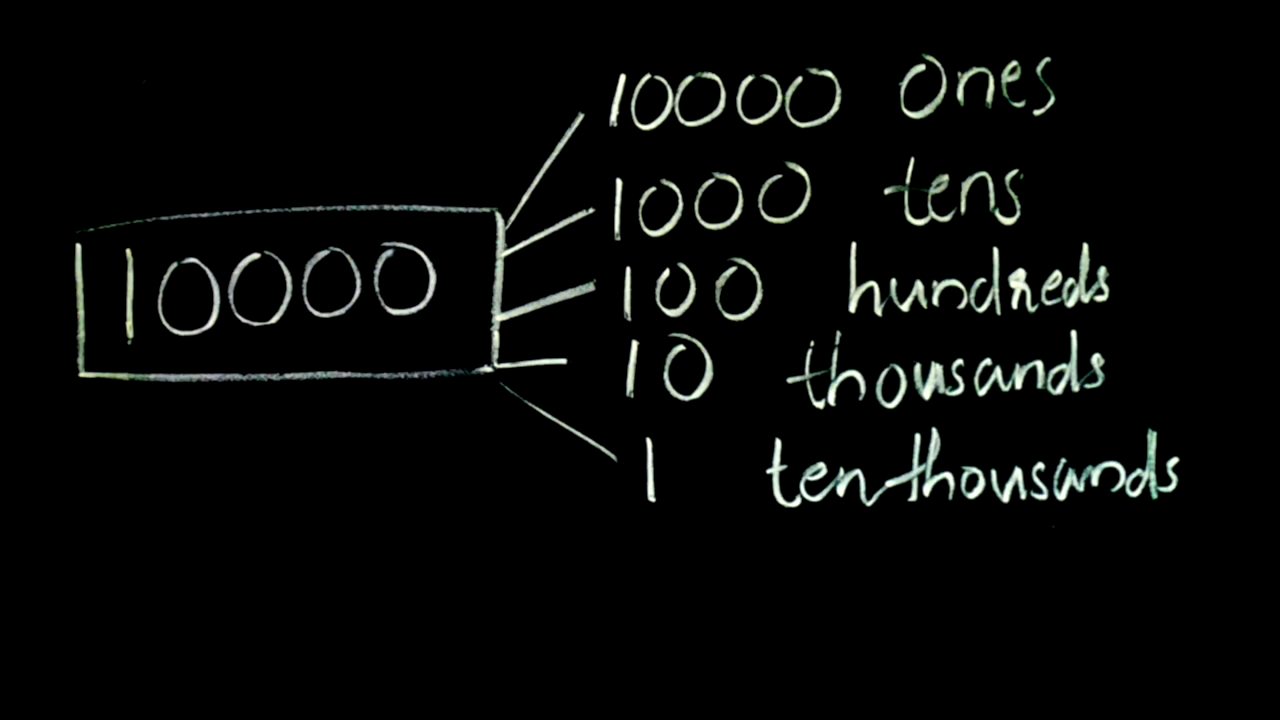 10000
10000 Ones
1000 tens
100 hundreds
10 thousands
1 tenthousands